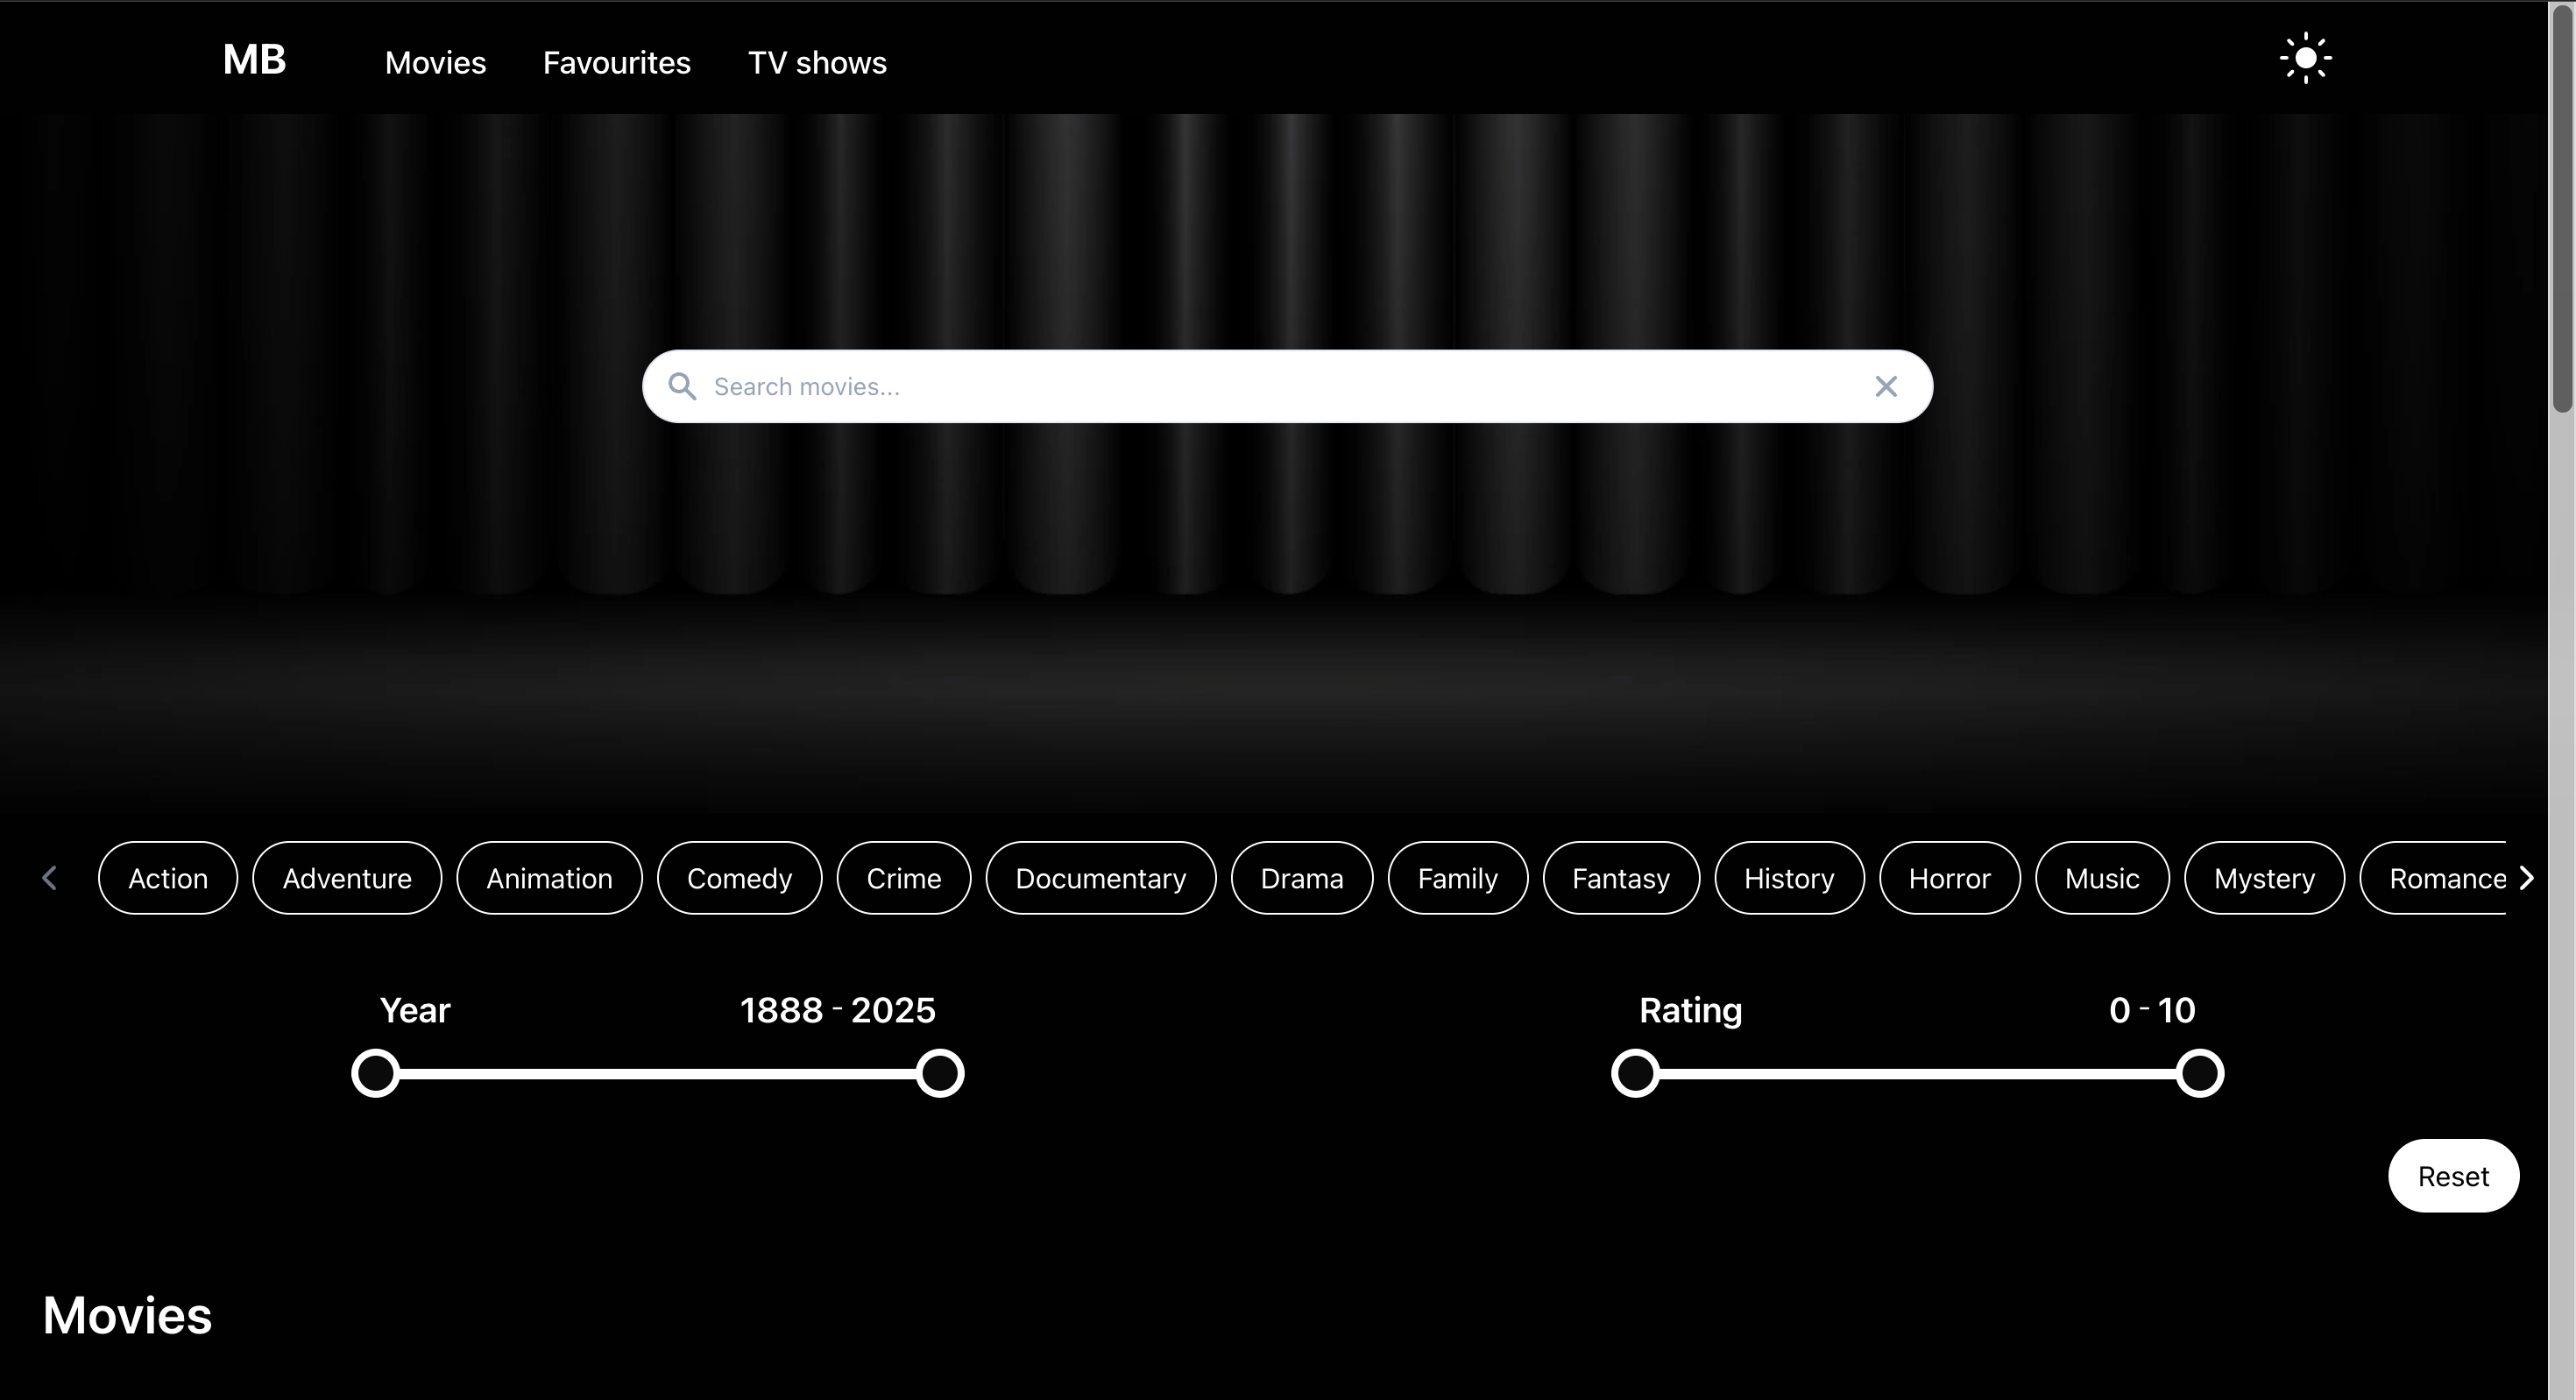 MB Movies Favourites TV shows
Search movies...
Action Adventure Animation Comedy Crime Documentary Drama Family Fantasy History Horror Music Mystery Romance
Year 1888 - 2025 Rating 0 - 10
Reset
Movies